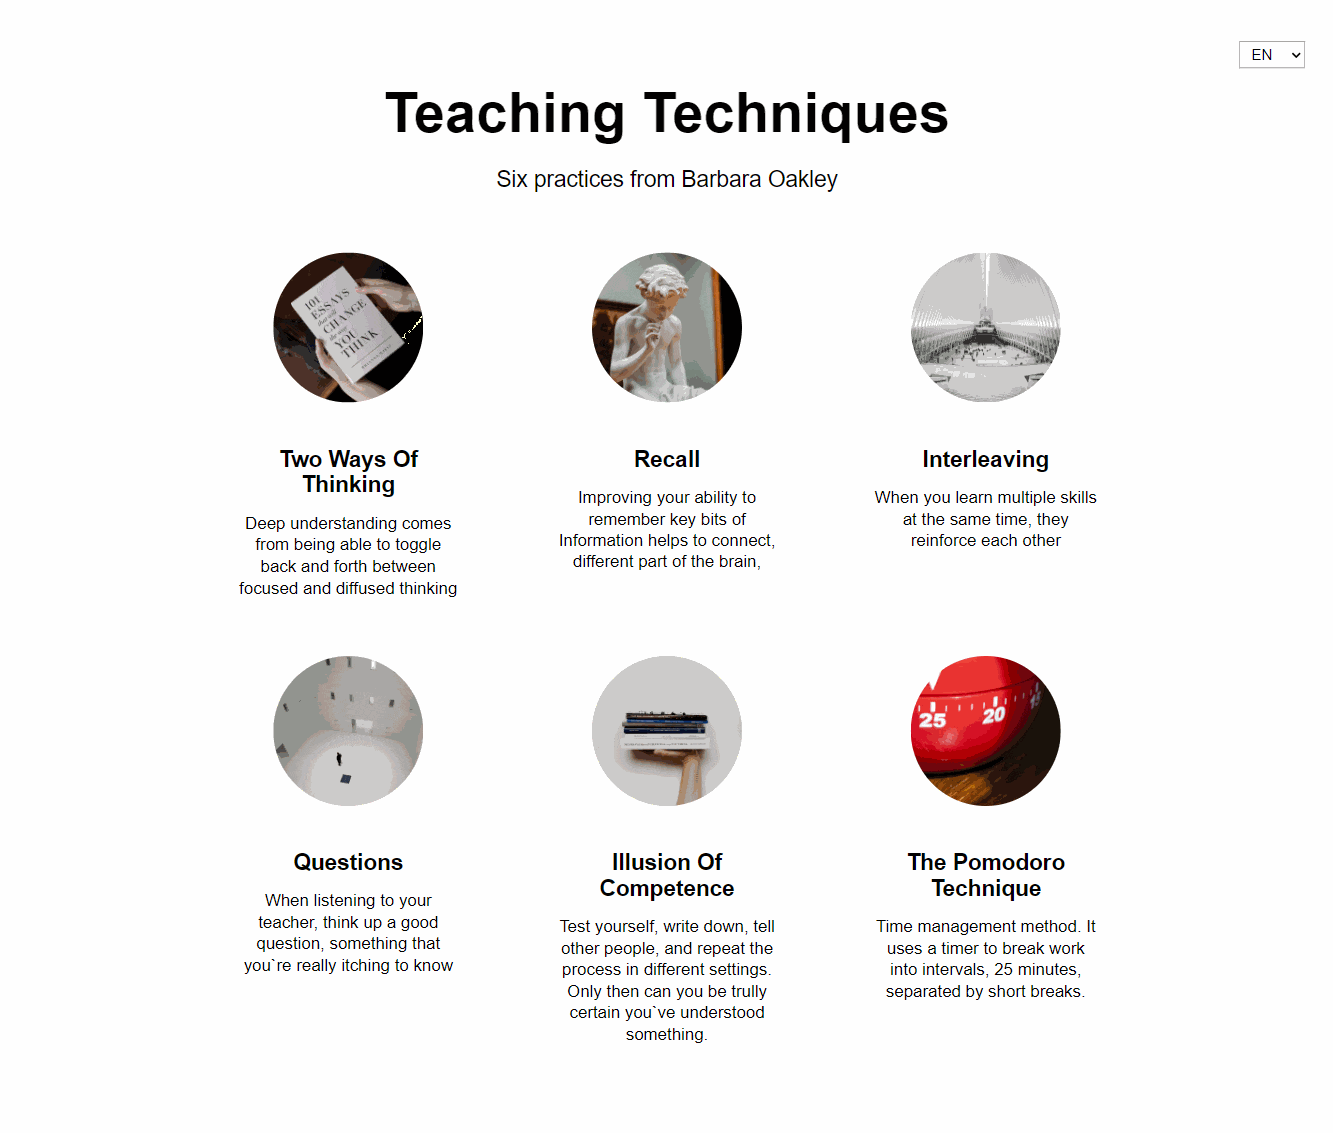 EN
Teaching Techniques
Six practices from Barbara Oakley
101
ESSAYS
that will
CHANGE
the way
YOU
THINK
25
20
15
Two Ways Of
Thinking
Deep understanding comes
from being able to toggle
back and forth between
focused and diffused thinking
Recall
Improving your ability to
remember key bits of
Information helps to connect,
different part of the brain,
Interleaving
When you learn multiple skills
at the same time, they
reinforce each other
Questions
When listening to your
teacher, think up a good
question, something that
you`re really itching to know
Illusion Of
Competence
Test yourself, write down, tell
other people, and repeat the
process in different settings.
Only then can you be trully
certain you`ve understood
something.
The Pomodoro
Technique
Time management method. It
uses a timer to break work
into intervals, 25 minutes,
separated by short breaks.